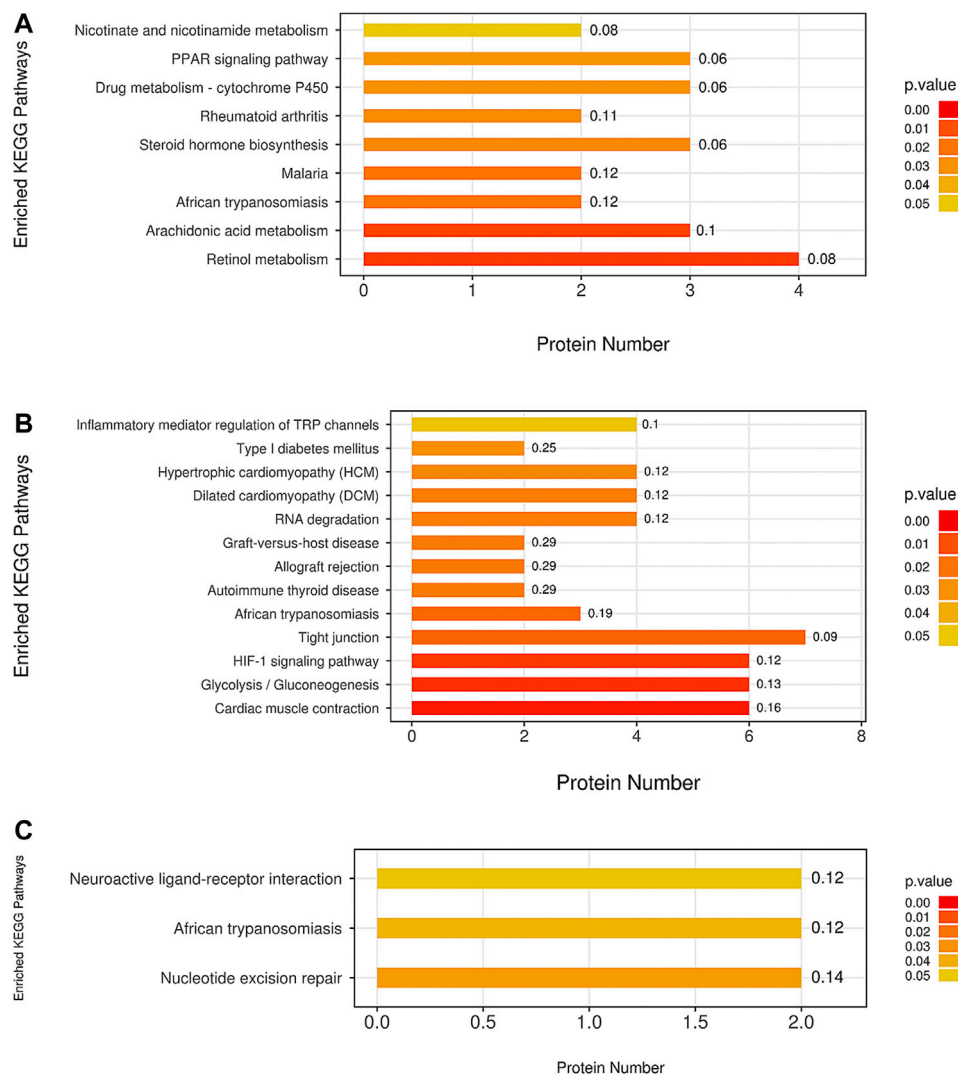 A
Enriched KEGG Pathways
Nicotinate and nicotinamide metabolism 0.08
PPAR signaling pathway 0.06
Drug metabolism - cytochrome P450 0.06
Rheumatoid arthritis 0.11
Steroid hormone biosynthesis 0.06
Malaria 0.12
African trypanosomiasis 0.12
Arachidonic acid metabolism 0.1
Retinol metabolism 0.08
0 1 2 3 4
Protein Number
p.value
0.00
0.01
0.02
0.03
0.04
0.05
B
Enriched KEGG Pathways
Inflammatory mediator regulation of TRP channels 0.1
Type I diabetes mellitus 0.25
Hypertrophic cardiomyopathy (HCM) 0.12
Dilated cardiomyopathy (DCM) 0.12
RNA degradation 0.12
Graft-versus-host disease 0.29
Allograft rejection 0.29
Autoimmune thyroid disease 0.29
African trypanosomiasis 0.19
Tight junction 0.09
HIF-1 signaling pathway 0.12
Glycolysis / Gluconeogenesis 0.13
Cardiac muscle contraction 0.16
0 2 4 6 8
Protein Number
p.value
0.00
0.01
0.02
0.03
0.04
0.05
C
Enriched KEGG Pathways
Neuroactive ligand-receptor interaction 0.12
African trypanosomiasis 0.12
Nucleotide excision repair 0.14
0.0 0.5 1.0 1.5 2.0
Protein Number
p.value
0.00
0.01
0.02
0.03
0.04
0.05